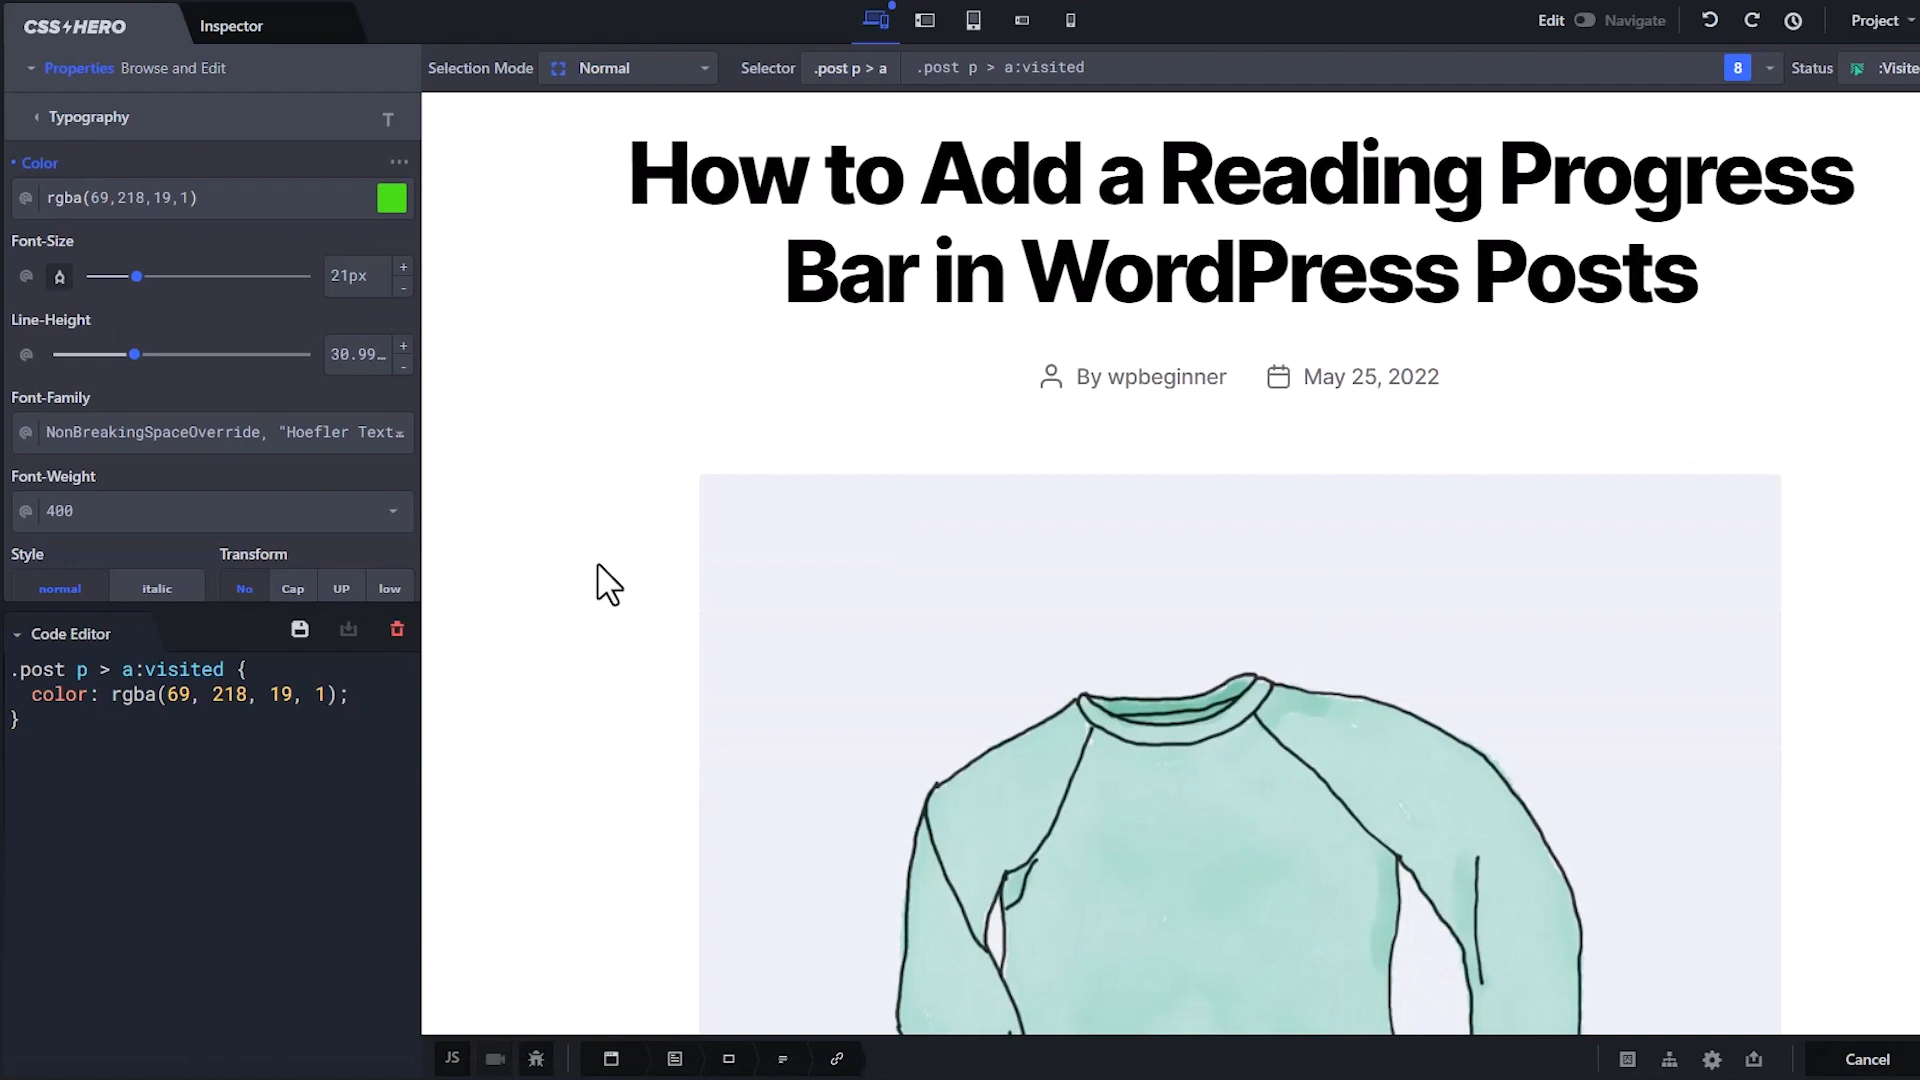 CSS HERO
Inspector
Edit Navigate
Project
Properties Browse and Edit
Selection Mode Normal
Selector .post p > a
.post p > a:visited
8
Status :Visite
Typography
T
Color
@ rgba(69,218,19,1)
Font-Size
@ 21px + -
Line-Height
@ 30.99… + -
Font-Family
@ NonBreakingSpaceOverride, "Hoefler Text
Font-Weight
@ 400
Style Transform
normal italic No Cap UP low
Code Editor
.post p > a:visited {
color: rgba(69, 218, 19, 1);
}
How to Add a Reading Progress
Bar in WordPress Posts
By wpbeginner May 25, 2022
JS
Cancel